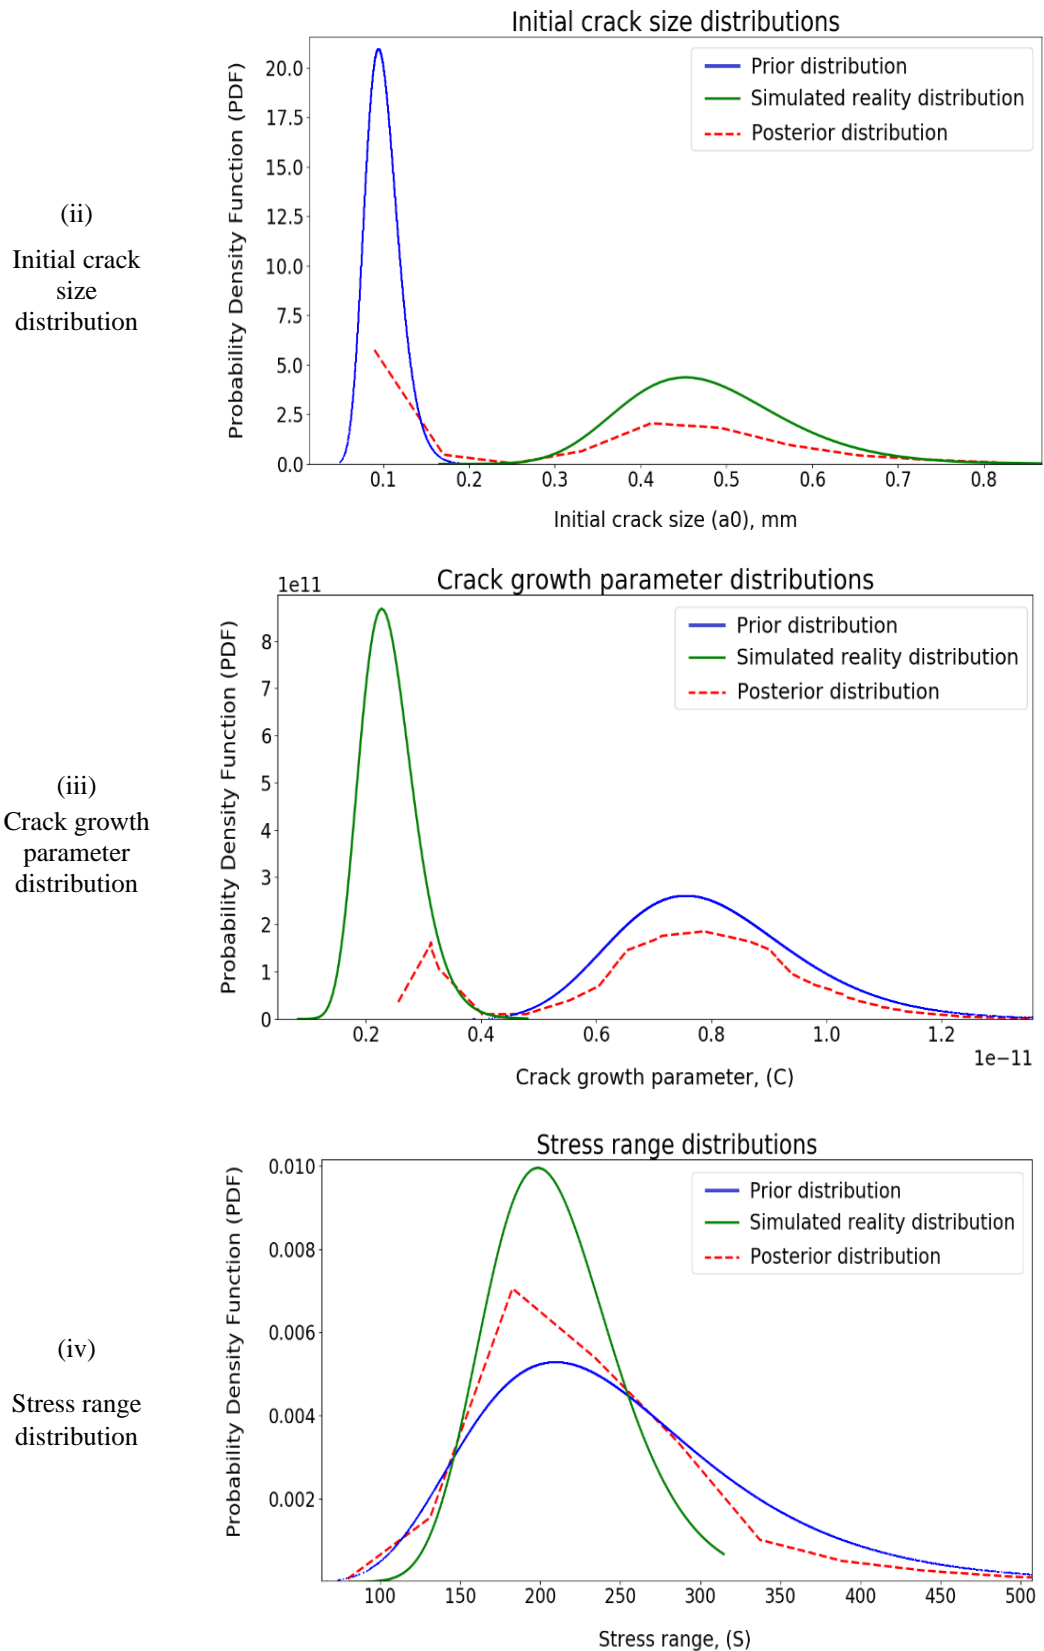 Initial crack size distributions
(ii)
Initial crack
size
distribution
Probability Density Function (PDF)
20.0
17.5
15.0
12.5
10.0
7.5
5.0
2.5
0.0
Prior distribution
Simulated reality distribution
Posterior distribution
0.1 0.2 0.3 0.4 0.5 0.6 0.7 0.8
Initial crack size (a0), mm
Crack growth parameter distributions
(iii)
Crack growth
parameter
distribution
Probability Density Function (PDF)
1e11
8
7
6
5
4
3
2
1
0
Prior distribution
Simulated reality distribution
Posterior distribution
0.2 0.4 0.6 0.8 1.0 1.2
1e−11
Crack growth parameter, (C)
Stress range distributions
(iv)
Stress range
distribution
Probability Density Function (PDF)
0.010
0.008
0.006
0.004
0.002
Prior distribution
Simulated reality distribution
Posterior distribution
100 150 200 250 300 350 400 450 500
Stress range, (S)